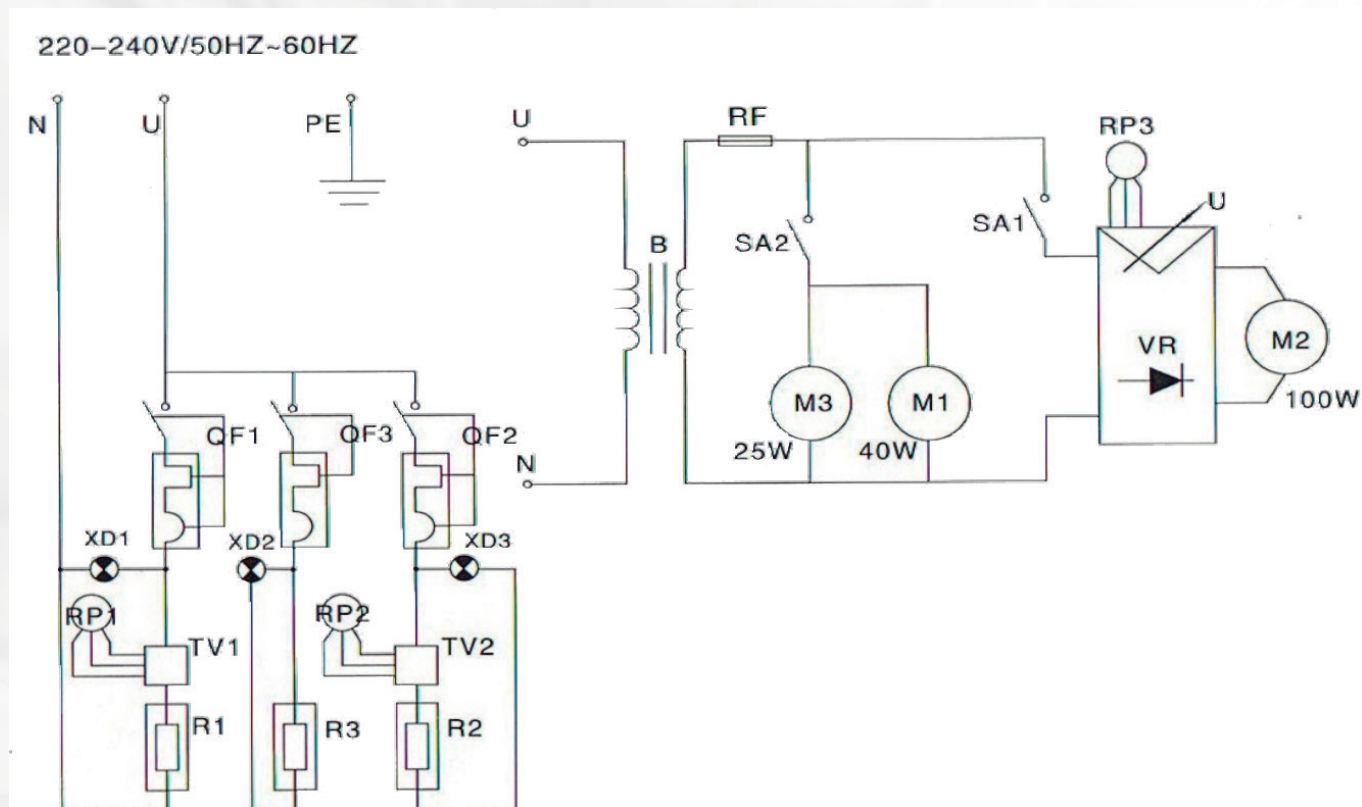 220-240V/50HZ~60HZ
N
U
PE
U
RF
RP3
SA2
SA1
U
B
VR
M2
100W
M3
M1
25W
40W
N
QF1
QF3
QF2
XD1
XD2
XD3
RP1
TV1
RP2
TV2
R1
R3
R2